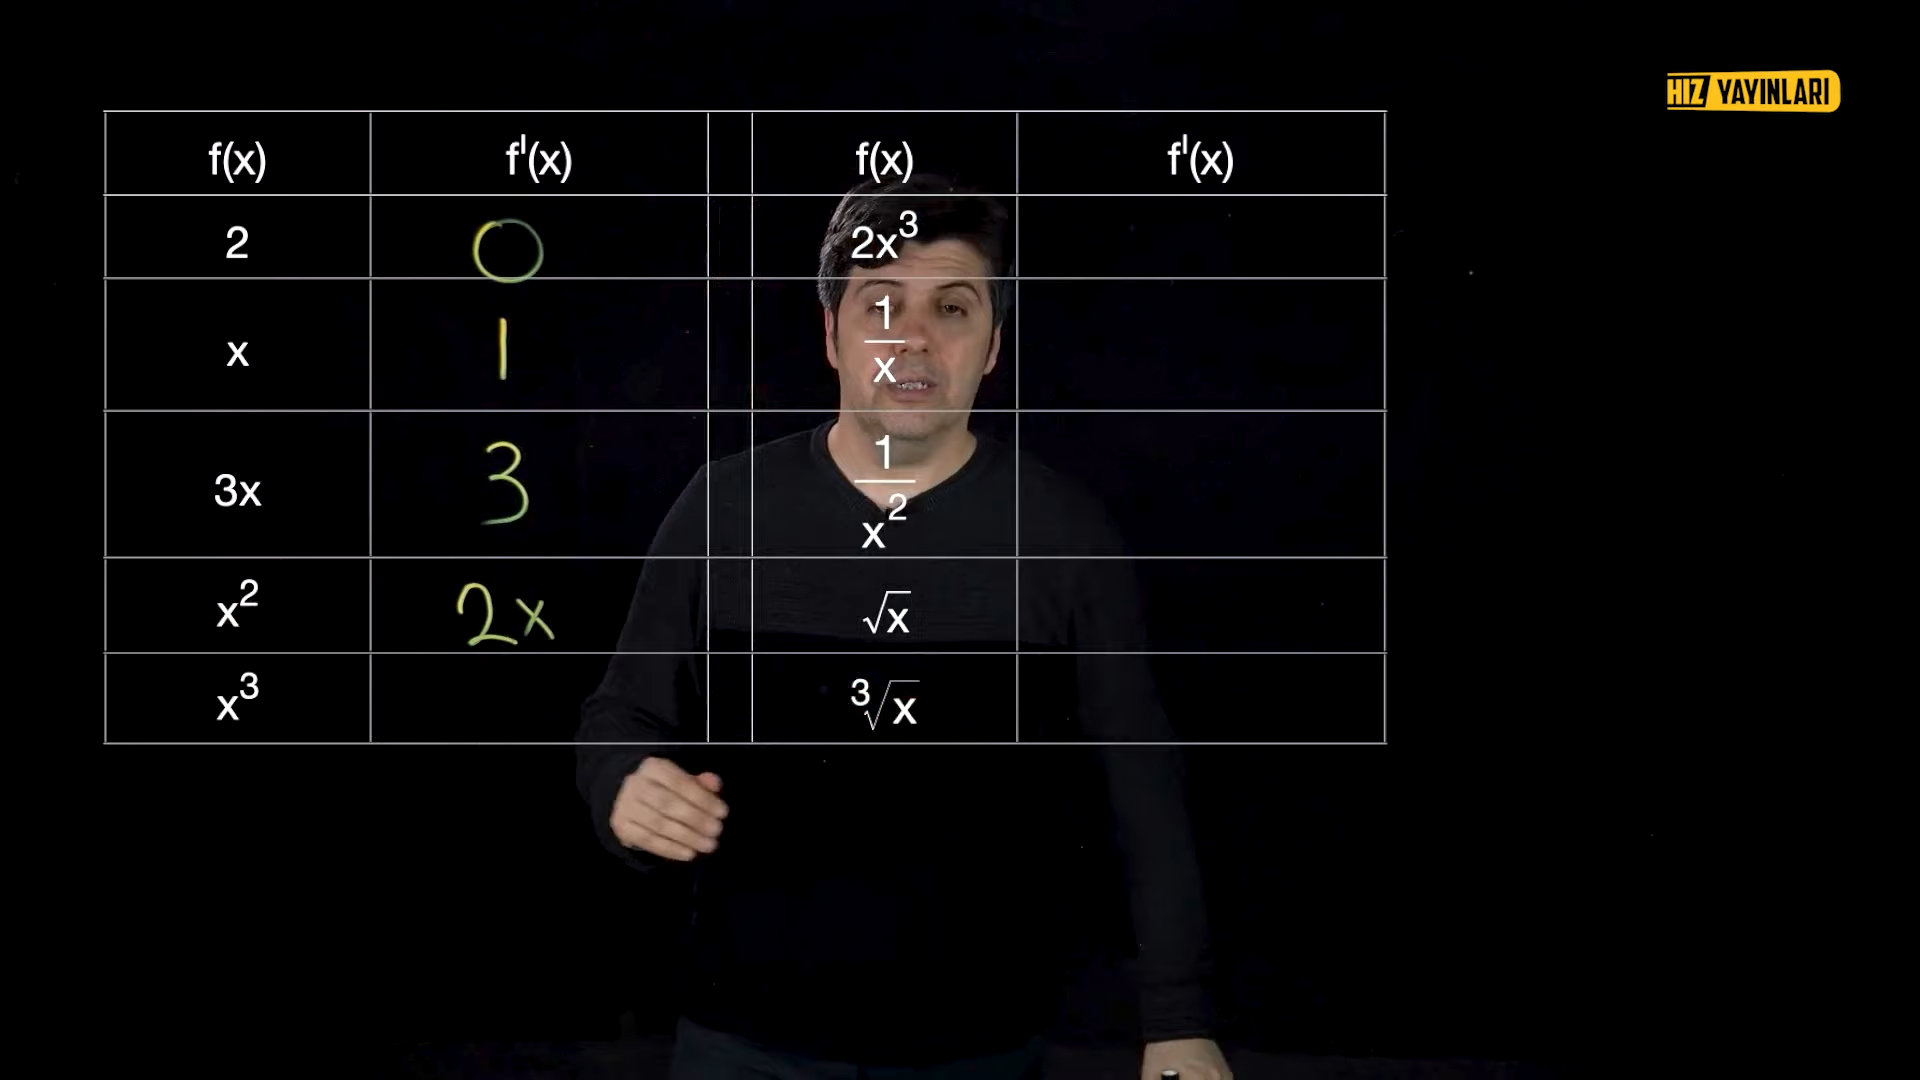 HIZ YAYINLARI
f(x) f'(x) f(x) f'(x)
2 0 2x³
x 1 1/x
3x 3 1/x²
x² 2x √x
x³ ³√x